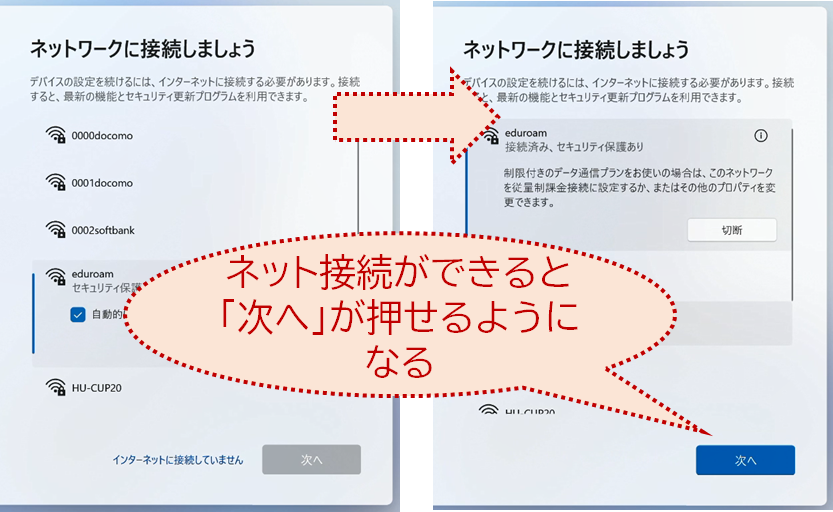 ネットワークに接続しましょう
デバイスの設定を続けるには、インターネットに接続する必要があります。接続
すると、最新の機能とセキュリティ更新プログラムを利用できます。
0000docomo
0001docomo
0002softbank
eduroam
セキュリティ保護
自動的
HU-CUP20
インターネットに接続していません
次へ
ネットワークに接続しましょう
デバイスの設定を続けるには、インターネットに接続する必要があります。接続
と、最新の機能とセキュリティ更新プログラムを利用できます。
eduroam
接続済み、セキュリティ保護あり
制限付きのデータ通信プランをお使いの場合は、このネットワーク
を従量制課金接続に設定するか、またはその他のプロパティを変
更できます。
切断
HU-CUP20
次へ
ネット接続ができると
「次へ」が押せるように
なる